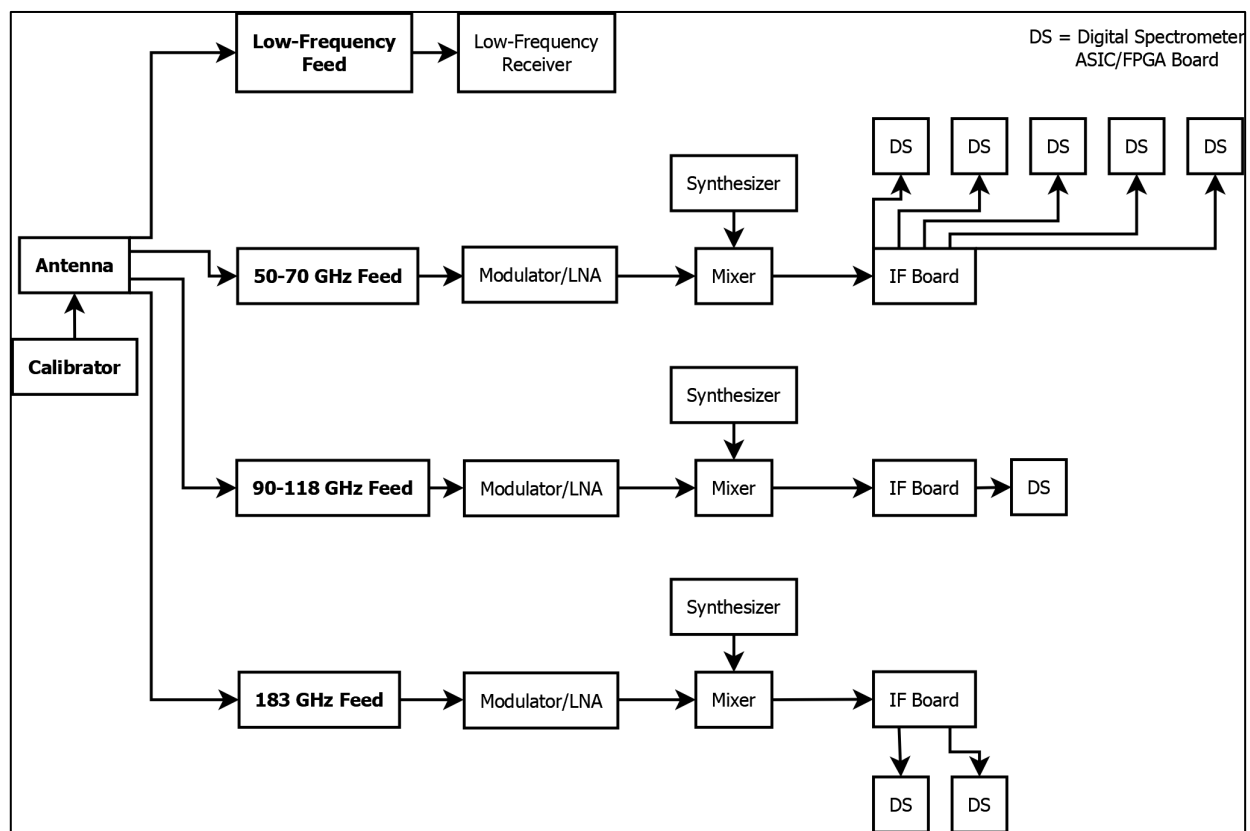 Low-Frequency
Feed
Low-Frequency
Receiver
DS = Digital Spectrometer
ASIC/FPGA Board
DS
DS
DS
DS
DS
Synthesizer
Antenna
50-70 GHz Feed
Modulator/LNA
Mixer
IF Board
Calibrator
Synthesizer
90-118 GHz Feed
Modulator/LNA
Mixer
IF Board
DS
Synthesizer
183 GHz Feed
Modulator/LNA
Mixer
IF Board
DS
DS